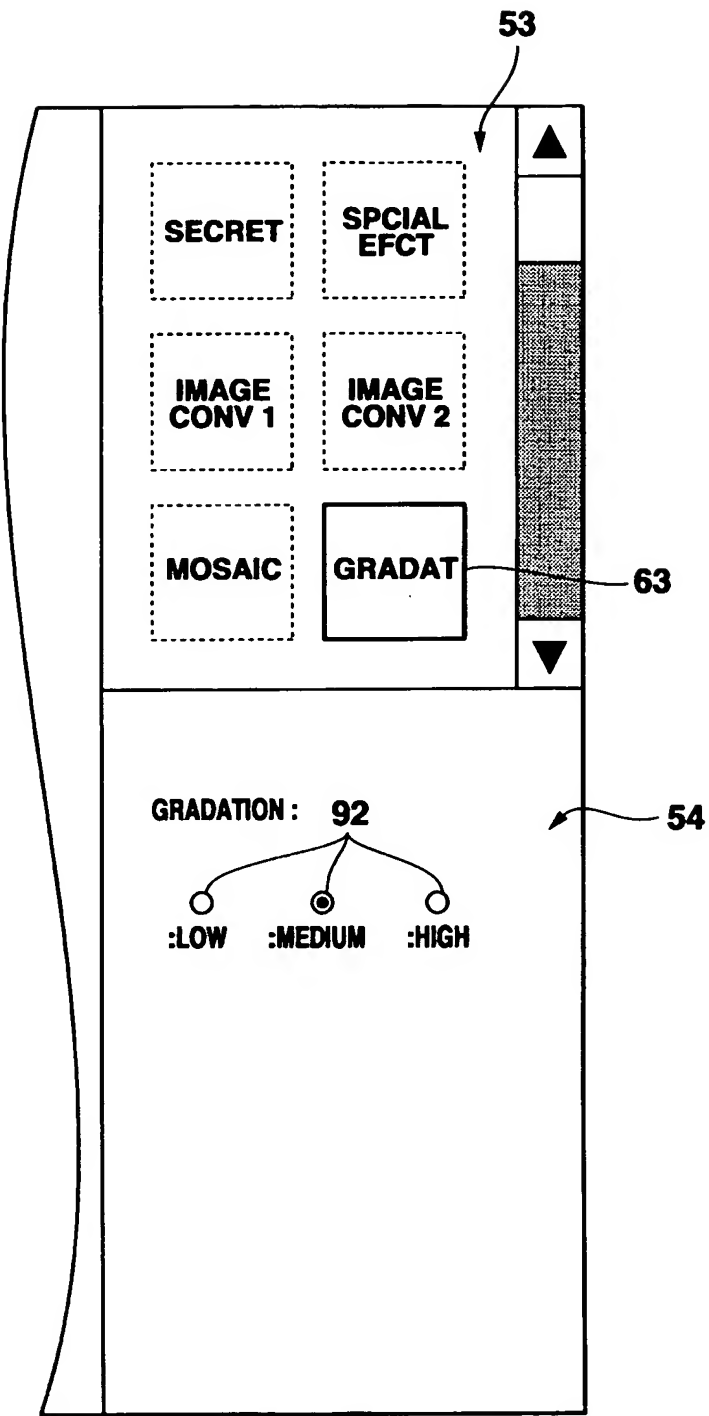 53
SECRET
SPCIAL
EFCT
IMAGE
CONV 1
IMAGE
CONV 2
MOSAIC
GRADAT
63
GRADATION : 92
54
:LOW :MEDIUM :HIGH